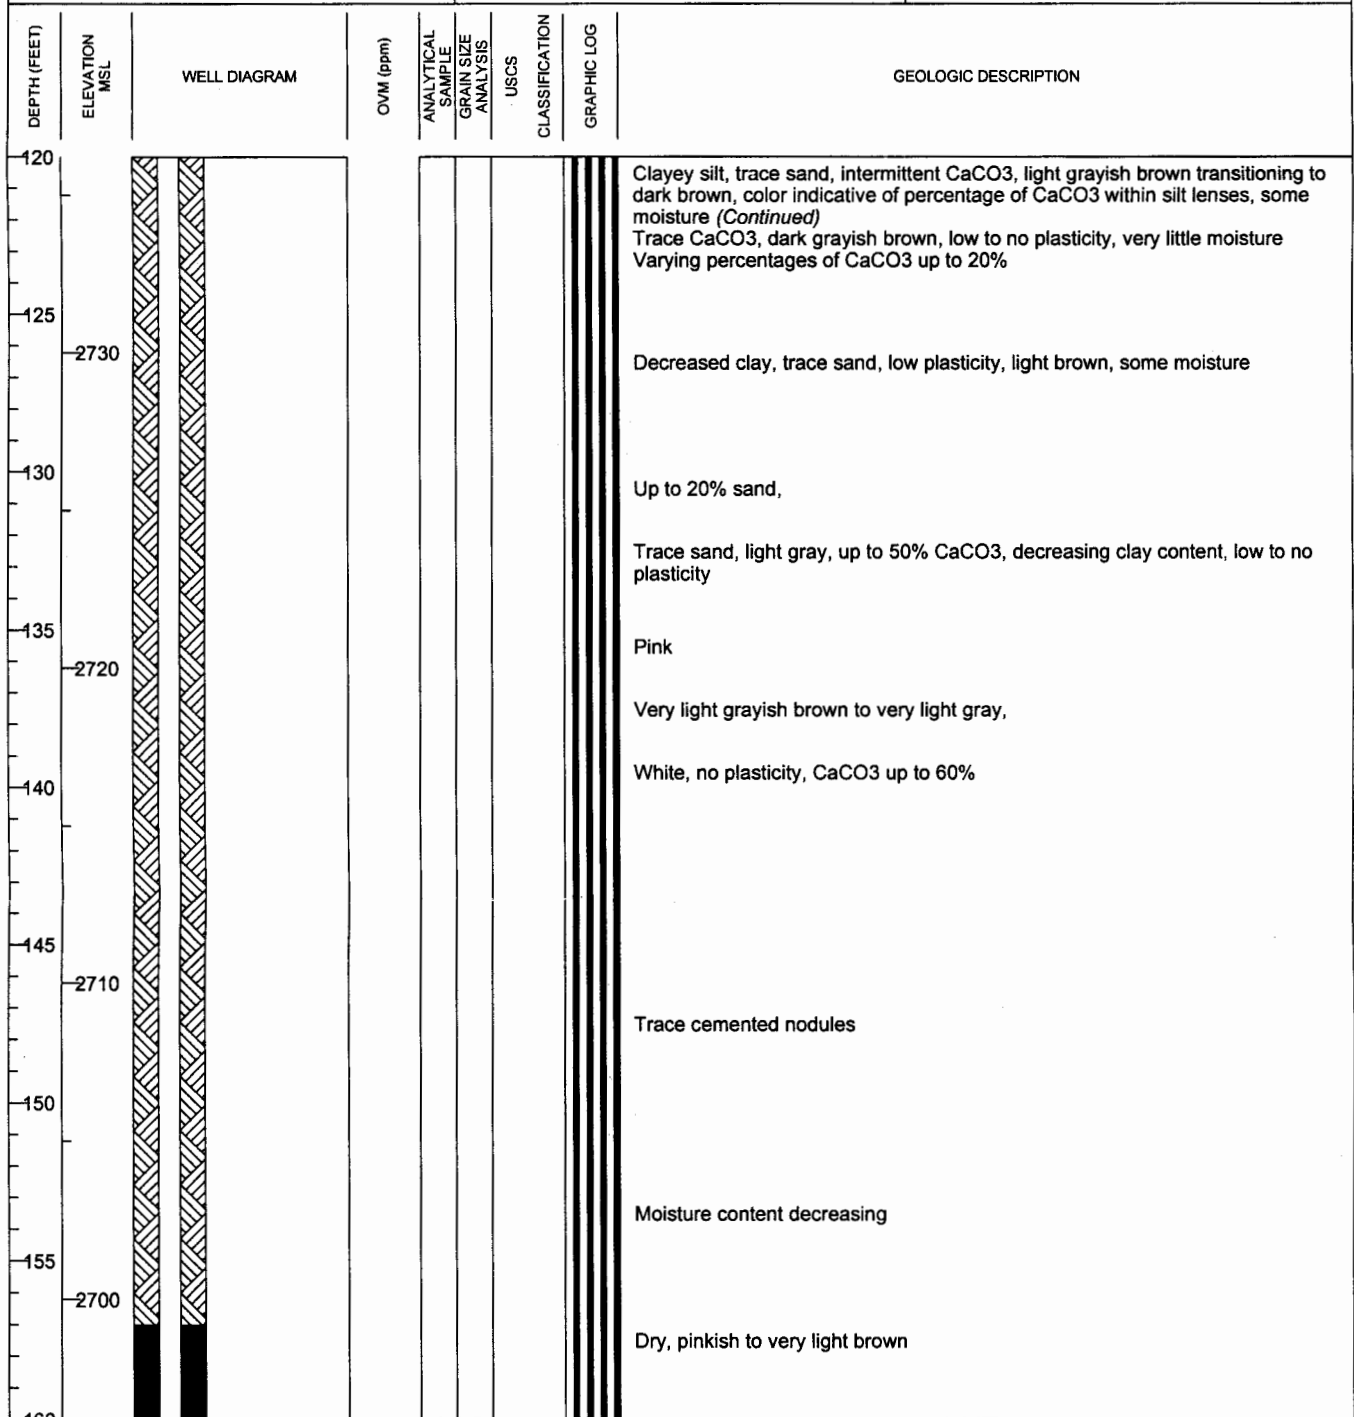 DEPTH (FEET)
ELEVATION
MSL
WELL DIAGRAM
OVM (ppm)
ANALYTICAL
SAMPLE
GRAIN SIZE
ANALYSIS
USCS
CLASSIFICATION
GRAPHIC LOG
GEOLOGIC DESCRIPTION
120
Clayey silt, trace sand, intermittent CaCO3, light grayish brown transitioning to
dark brown, color indicative of percentage of CaCO3 within silt lenses, some
moisture (Continued)
Trace CaCO3, dark grayish brown, low to no plasticity, very little moisture
Varying percentages of CaCO3 up to 20%
125
2730
Decreased clay, trace sand, low plasticity, light brown, some moisture
130
Up to 20% sand,
Trace sand, light gray, up to 50% CaCO3, decreasing clay content, low to no
plasticity
135
Pink
2720
Very light grayish brown to very light gray,
White, no plasticity, CaCO3 up to 60%
140
145
2710
Trace cemented nodules
150
Moisture content decreasing
155
2700
Dry, pinkish to very light brown